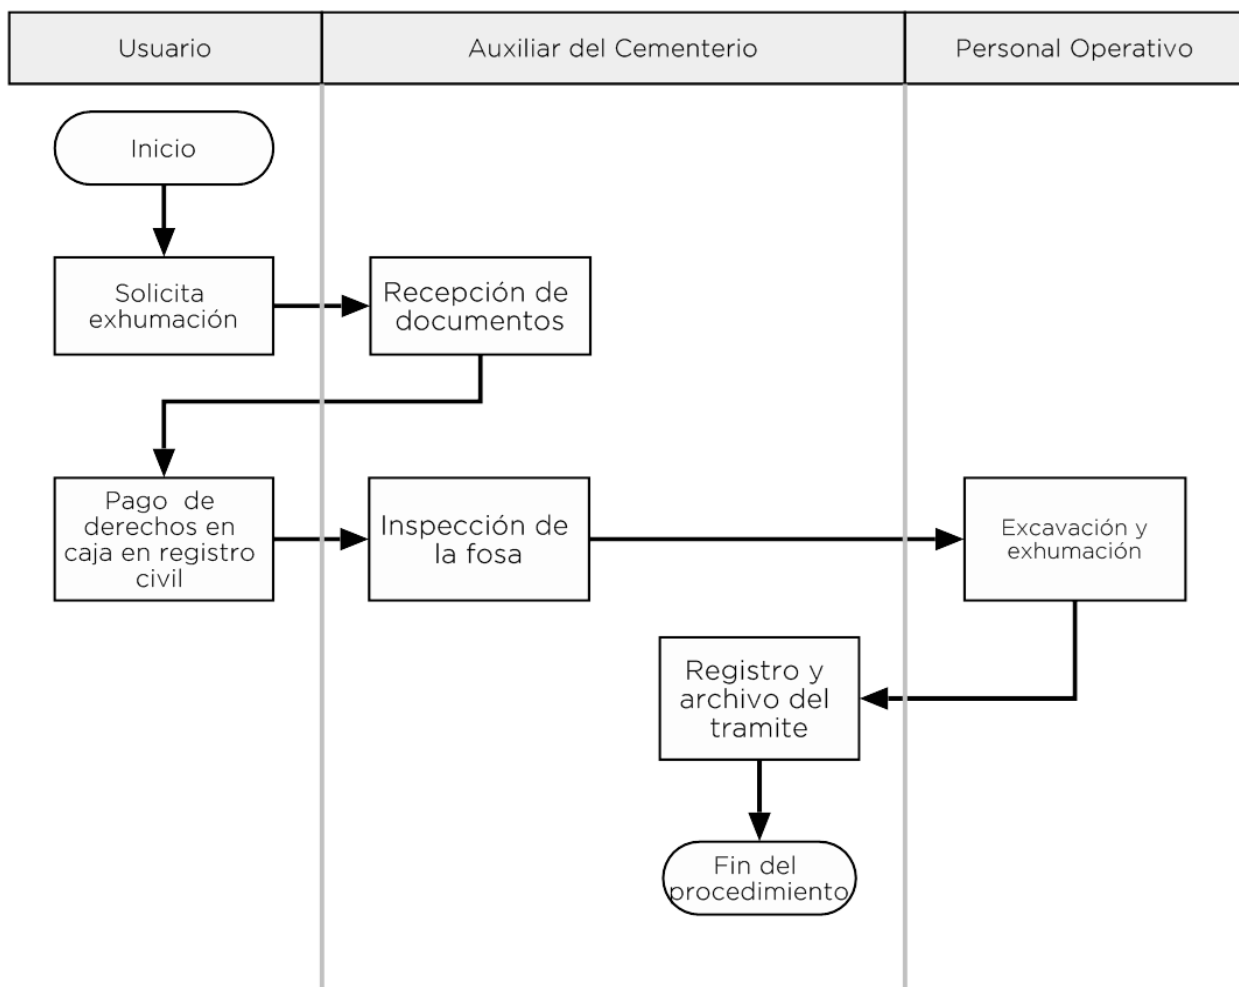 Usuario
Auxiliar del Cementerio
Personal Operativo
Inicio
Solicita
exhumación
Recepción de
documentos
Pago de
derechos en
caja en registro
civil
Inspección de
la fosa
Excavación y
exhumación
Registro y
archivo del
tramite
Fin del
procedimiento